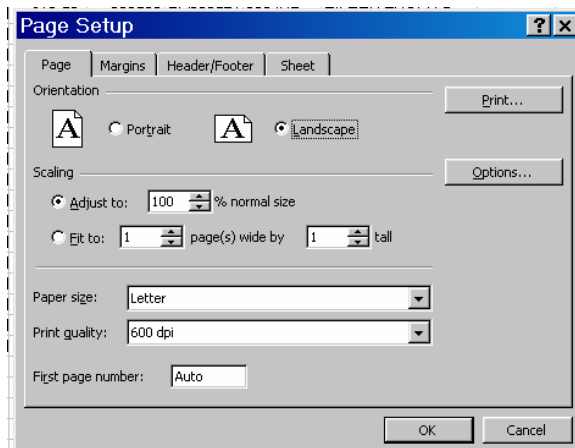 Page Setup
Page Margins Header/Footer Sheet
Orientation
Print...
A Portrait A Landscape
Scaling
Options...
Adjust to: 100 % normal size
Fit to: 1 page(s) wide by 1 tall
Paper size: Letter
Print quality: 600 dpi
First page number: Auto
OK Cancel